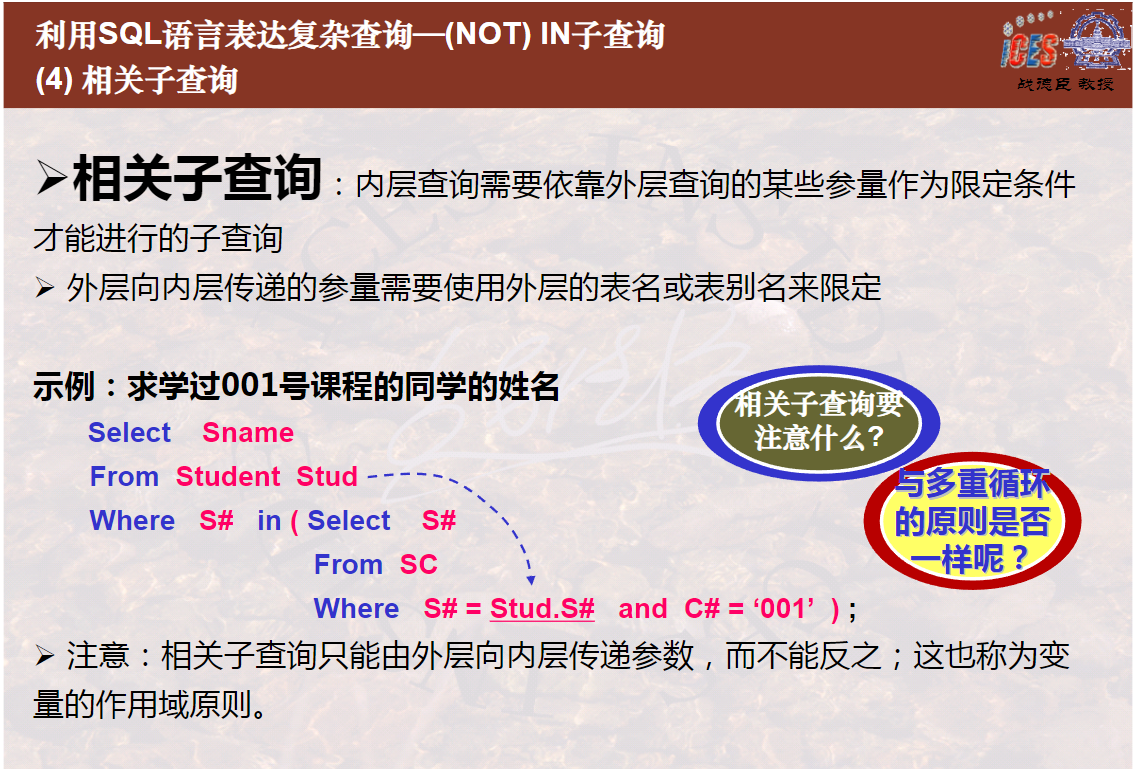 利用SQL语言表达复杂查询—(NOT) IN子查询
(4) 相关子查询
iCES
战德臣 教授
➢相关子查询：内层查询需要依靠外层查询的某些参量作为限定条件
才能进行的子查询
➢ 外层向内层传递的参量需要使用外层的表名或表别名来限定
示例：求学过001号课程的同学的姓名
Select Sname
From Student Stud
Where S# in ( Select S#
From SC
Where S# = Stud.S# and C# = ‘001’ ) ;
相关子查询要
注意什么?
与多重循环
的原则是否
一样呢？
➢ 注意：相关子查询只能由外层向内层传递参数，而不能反之；这也称为变
量的作用域原则。